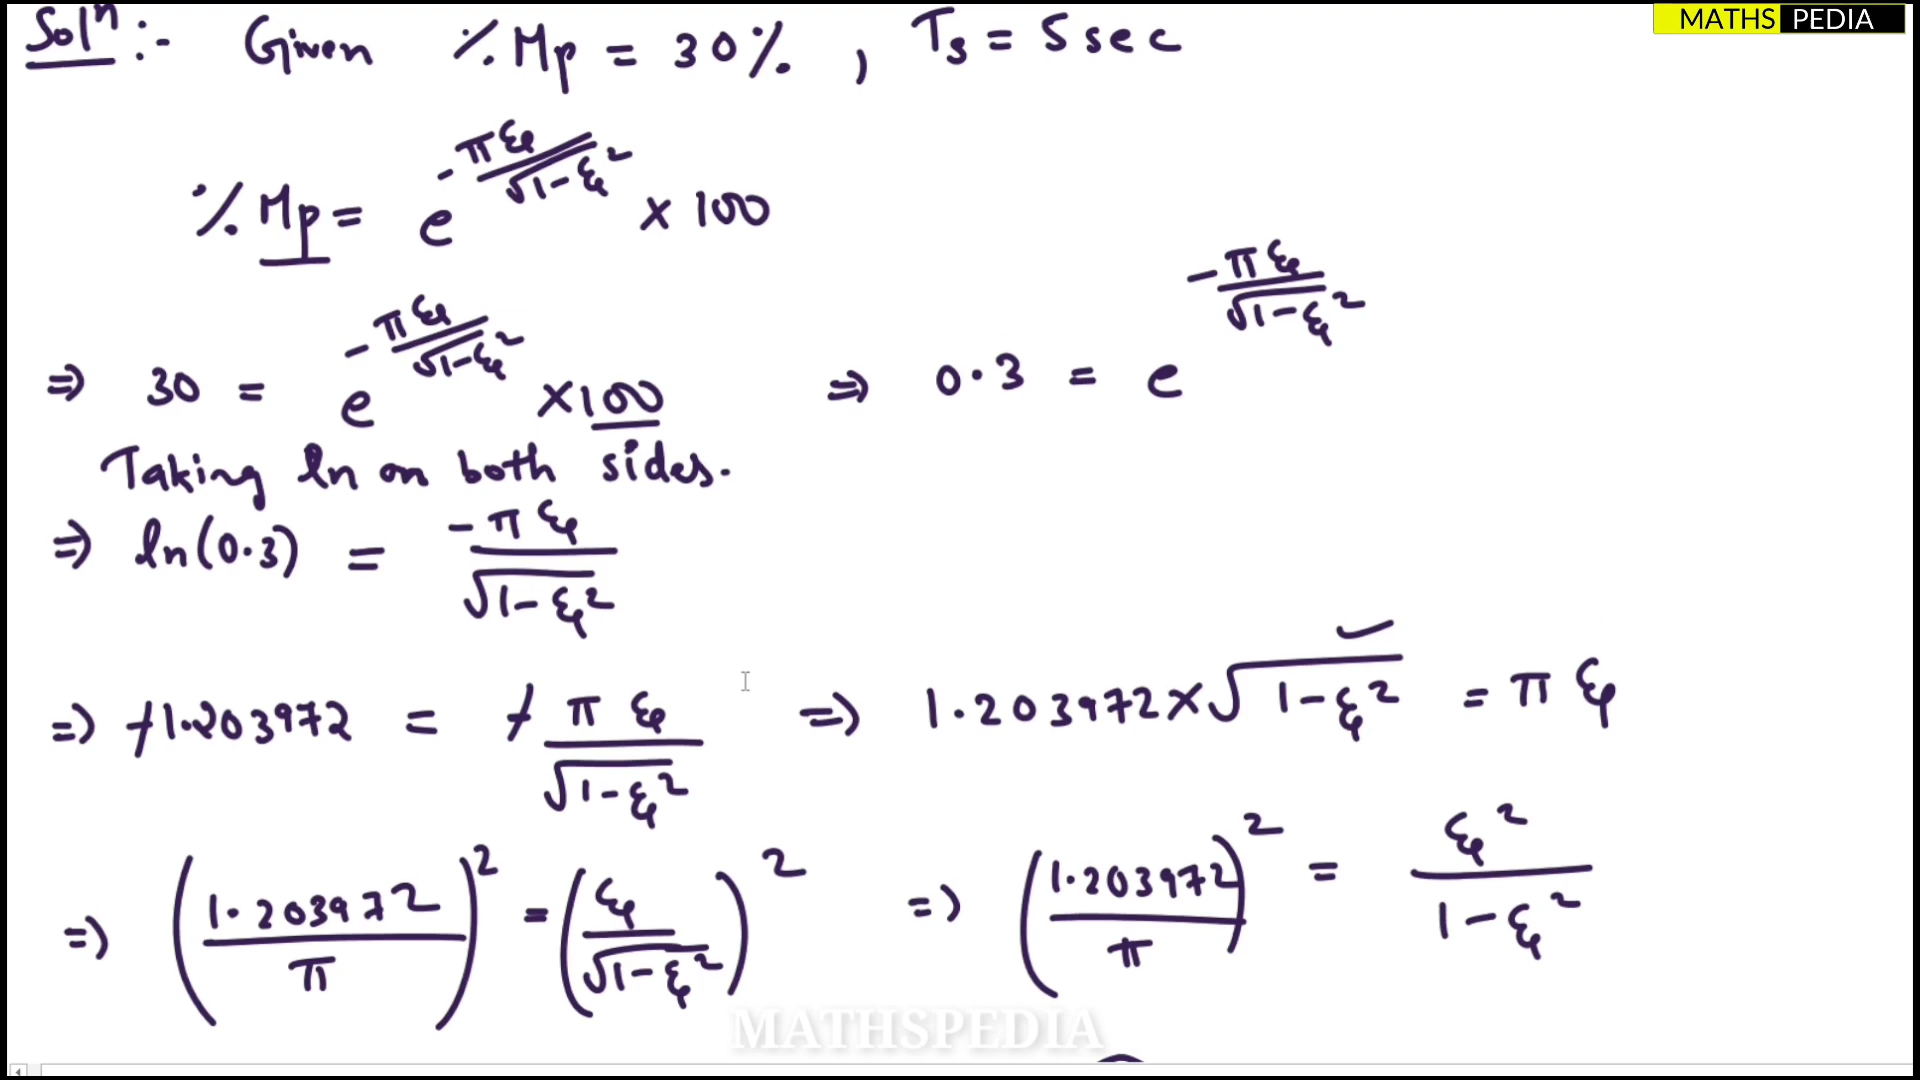 MATHS PEDIA
Solⁿ :- Given % Mp = 30% , Ts = 5 sec
% Mp = e^(-πξ/√(1-ξ²)) × 100
⇒ 30 = e^(-πξ/√(1-ξ²)) × 100 ⇒ 0.3 = e^(-πξ/√(1-ξ²))
Taking ln on both sides.
⇒ ln(0.3) = -πξ/√(1-ξ²)
⇒ -1.203972 = -πξ/√(1-ξ²) ⇒ 1.203972 × √(1-ξ²) = πξ
⇒ (1.203972/π)² = (ξ/√(1-ξ²))² ⇒ (1.203972/π)² = ξ²/(1-ξ²)
MATHSPEDIA